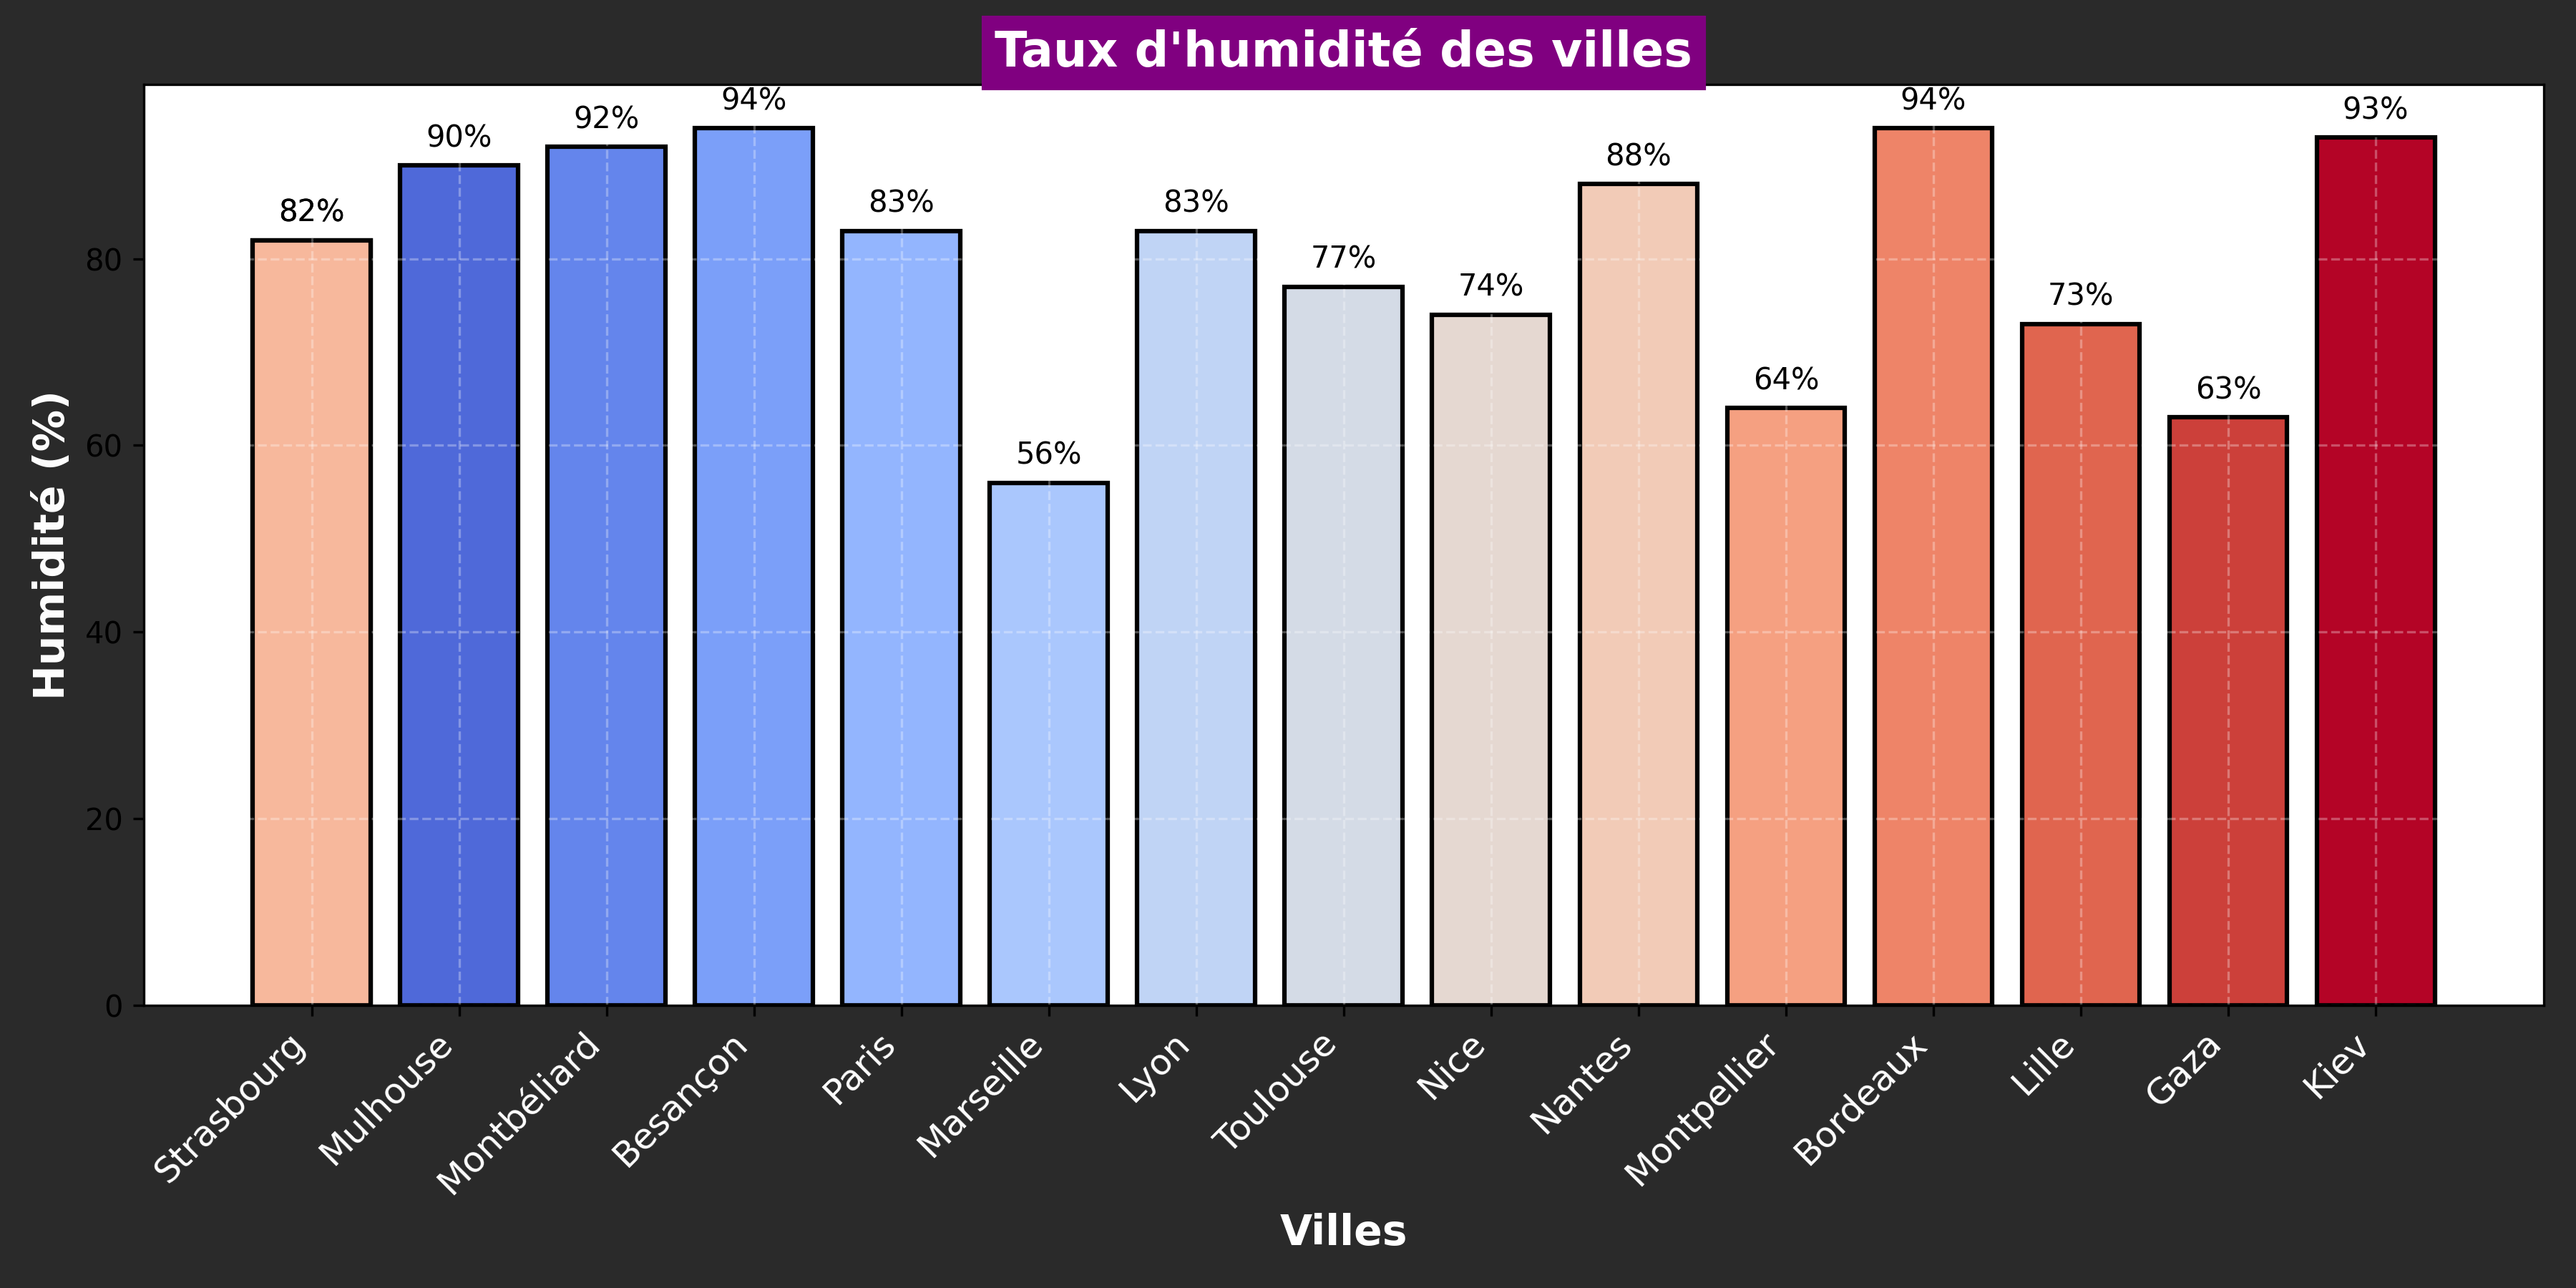 Taux d'humidité des villes
Humidité (%)
80
60
40
20
0
82%
90%
92%
94%
83%
56%
83%
77%
74%
88%
64%
94%
73%
63%
93%
Strasbourg
Mulhouse
Montbéliard
Besançon
Paris
Marseille
Lyon
Toulouse
Nice
Nantes
Montpellier
Bordeaux
Lille
Gaza
Kiev
Villes